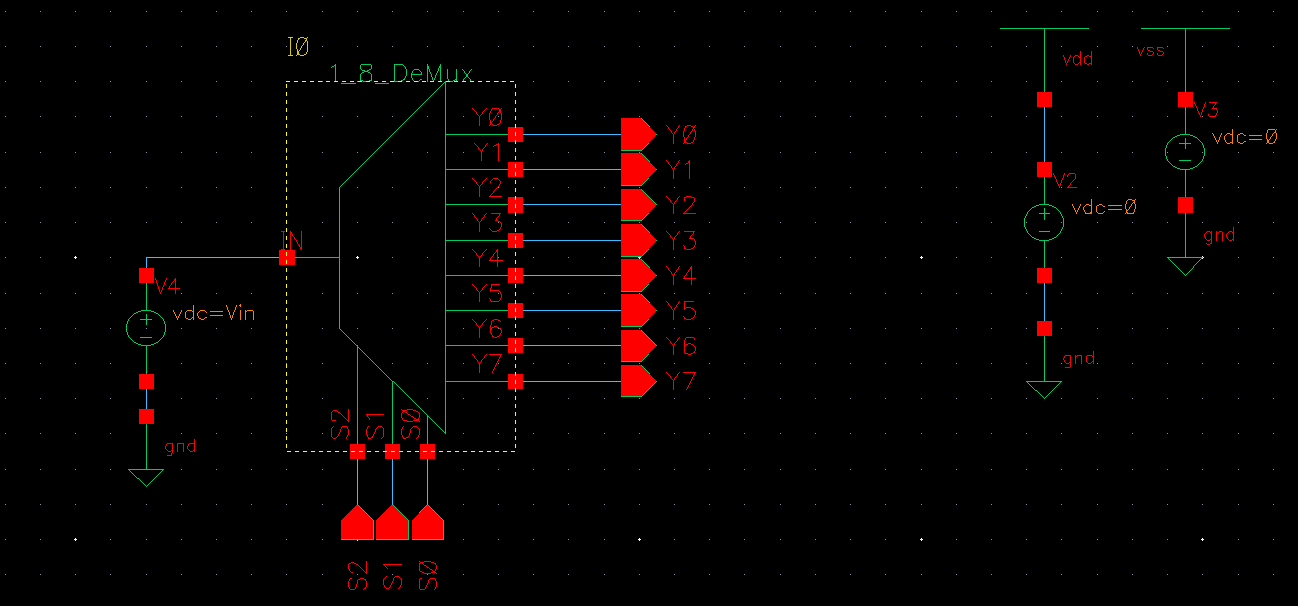 I0
1_8_DeMux
IN
Y0
Y1
Y2
Y3
Y4
Y5
Y6
Y7
S2
S1
S0
Y0
Y1
Y2
Y3
Y4
Y5
Y6
Y7
S2
S1
S0
V4
vdc=Vin
gnd
vdd
V2
vdc=0
gnd
vss
V3
vdc=0
gnd